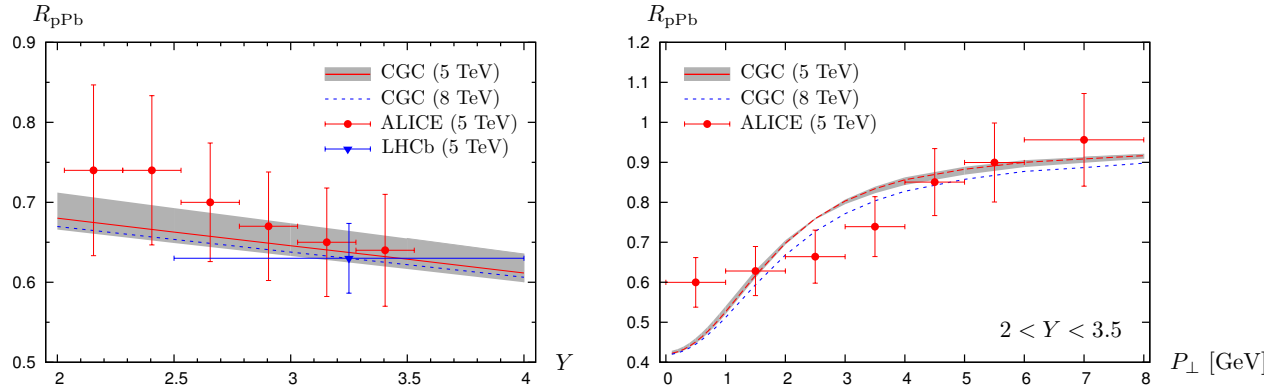 R_pPb
0.9
0.8
0.7
0.6
0.5
2
2.5
3
3.5
4
Y
CGC (5 TeV)
CGC (8 TeV)
ALICE (5 TeV)
LHCb (5 TeV)
R_pPb
1.2
1.1
1
0.9
0.8
0.7
0.6
0.5
0.4
0
1
2
3
4
5
6
7
8
P_⊥ [GeV]
CGC (5 TeV)
CGC (8 TeV)
ALICE (5 TeV)
2 < Y < 3.5